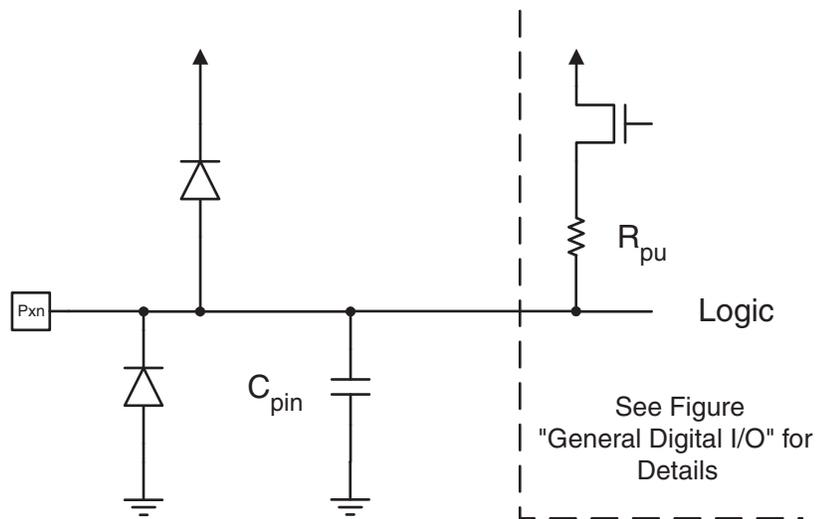 Pxn
C
pin
R
pu
Logic
See Figure
"General Digital I/O" for
Details